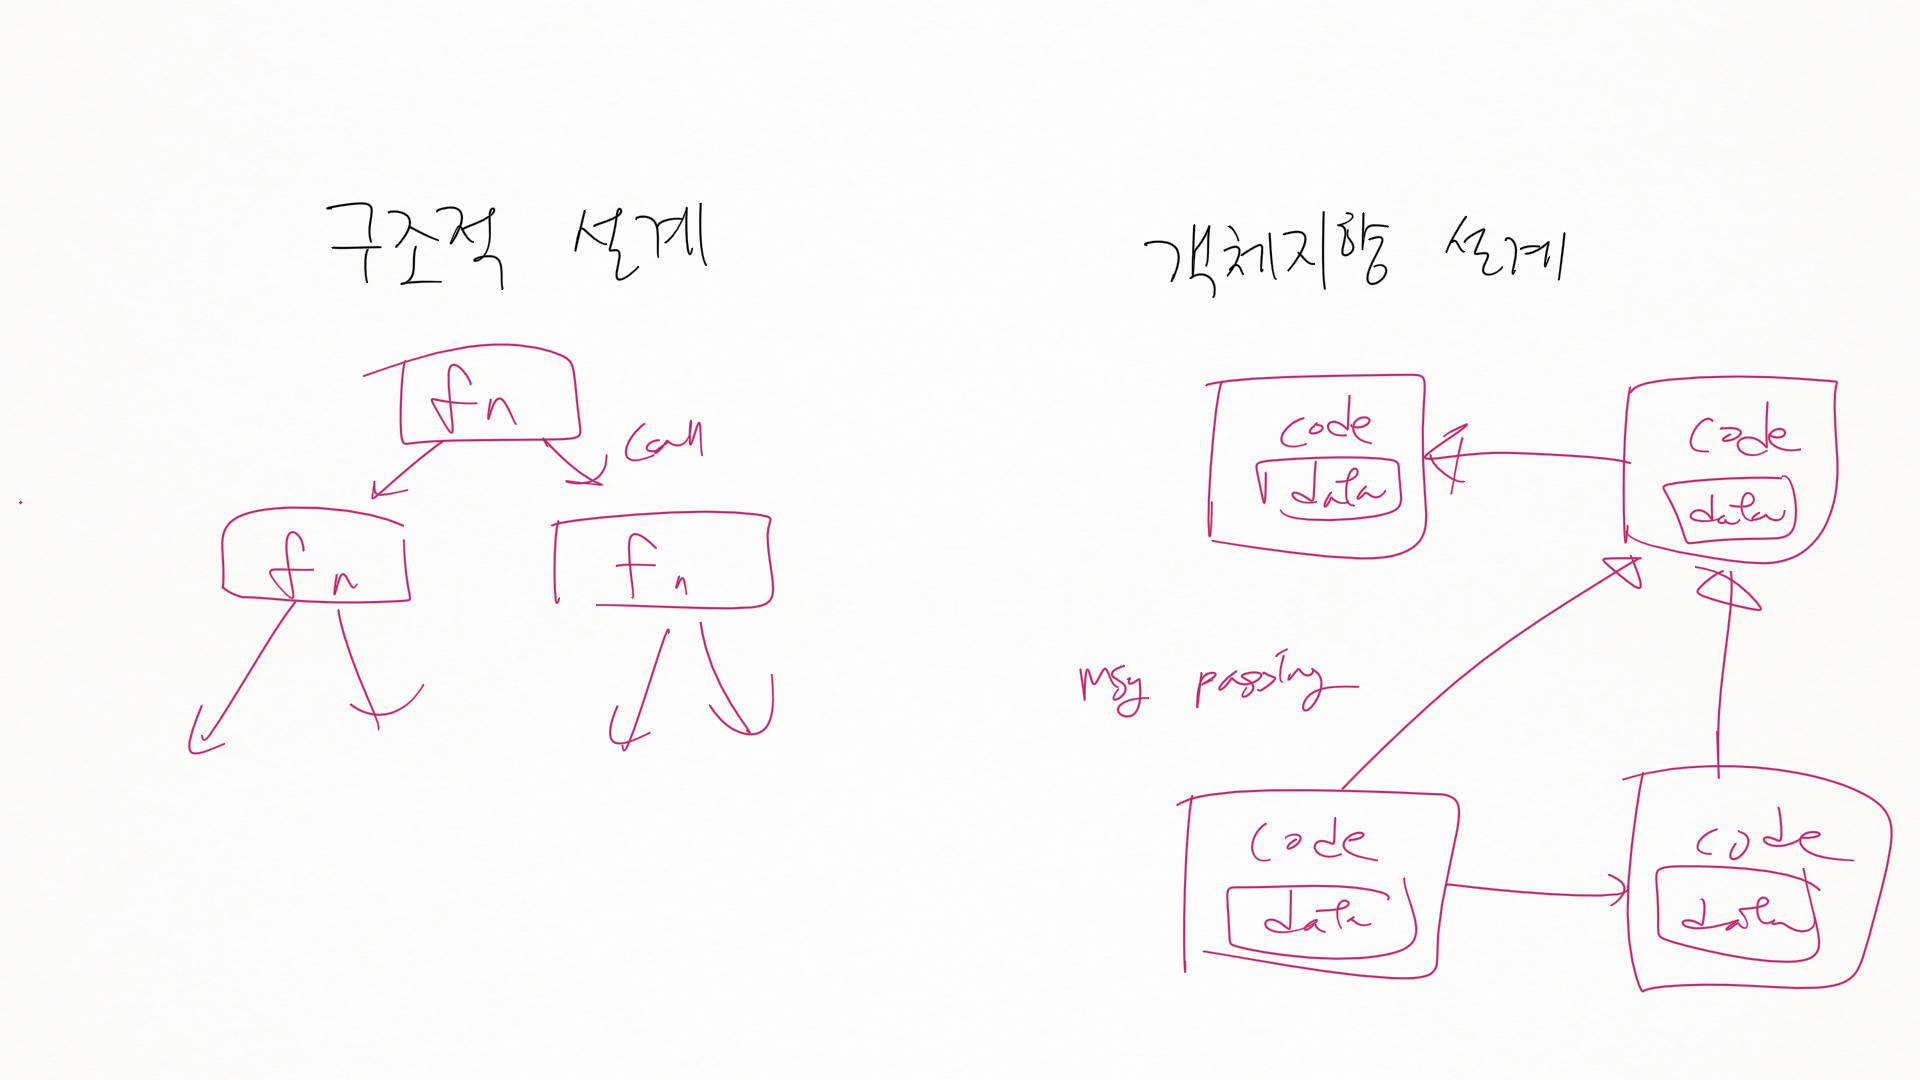 구조적 설계
fn
call
fn
fn
객체지향 설계
code
data
code
data
msg passing
code
data
code
data